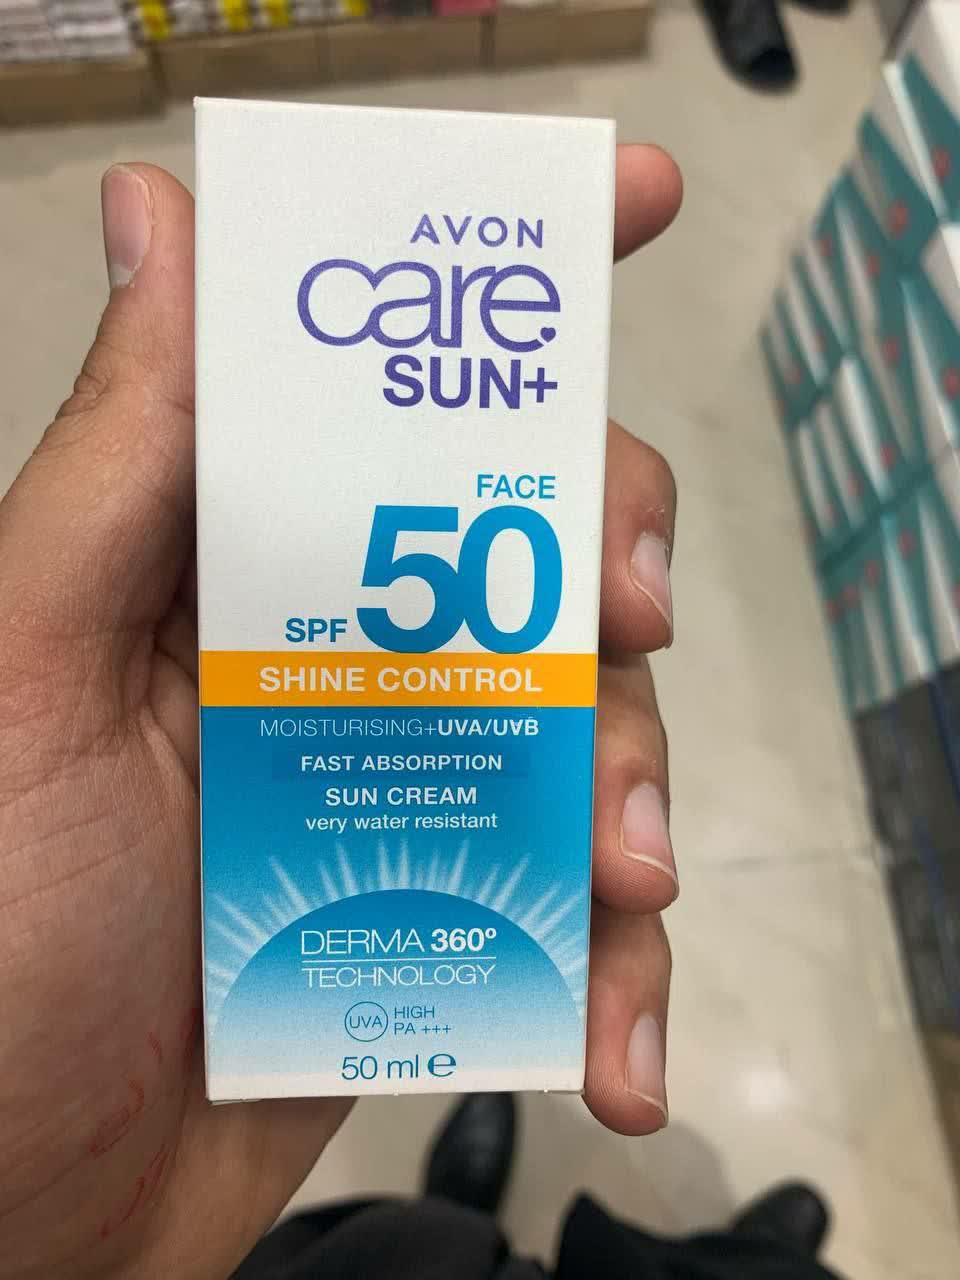 AVON
care
SUN+
FACE
SPF 50
SHINE CONTROL
MOISTURISING+UVA/UVB
FAST ABSORPTION
SUN CREAM
very water resistant
DERMA 360º
TECHNOLOGY
UVA HIGH
PA +++
50 ml ℮